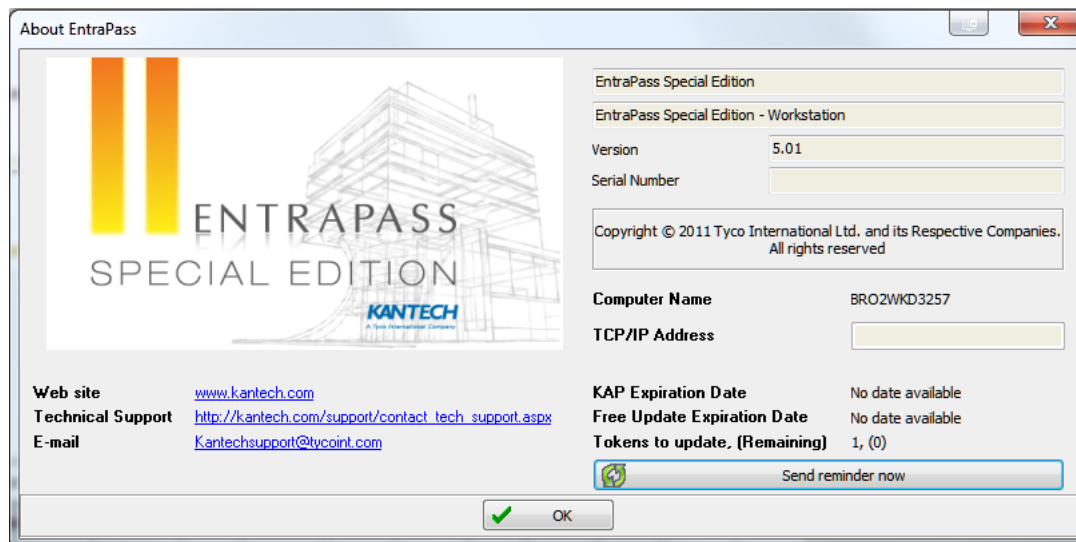 About EntraPass
ENTRAPASS
SPECIAL EDITION
KANTECH
A Tyco International Company
Web site www.kantech.com
Technical Support http://kantech.com/support/contact_tech_support.aspx
E-mail Kantechsupport@tycoint.com
EntraPass Special Edition
EntraPass Special Edition - Workstation
Version 5.01
Serial Number
Copyright © 2011 Tyco International Ltd. and its Respective Companies.
All rights reserved
Computer Name BRO2WKD3257
TCP/IP Address
KAP Expiration Date No date available
Free Update Expiration Date No date available
Tokens to update, (Remaining) 1, (0)
Send reminder now
OK